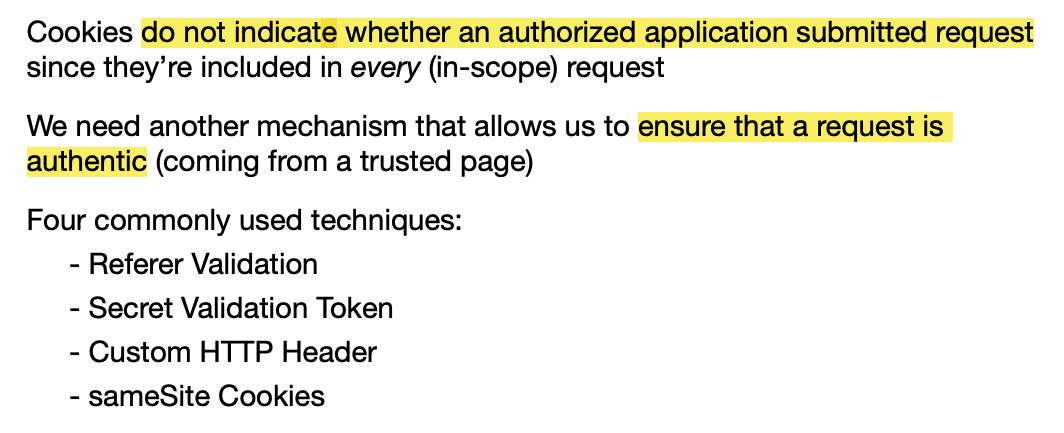 Cookies do not indicate whether an authorized application submitted request
since they’re included in every (in-scope) request
We need another mechanism that allows us to ensure that a request is
authentic (coming from a trusted page)
Four commonly used techniques:
- Referer Validation
- Secret Validation Token
- Custom HTTP Header
- sameSite Cookies